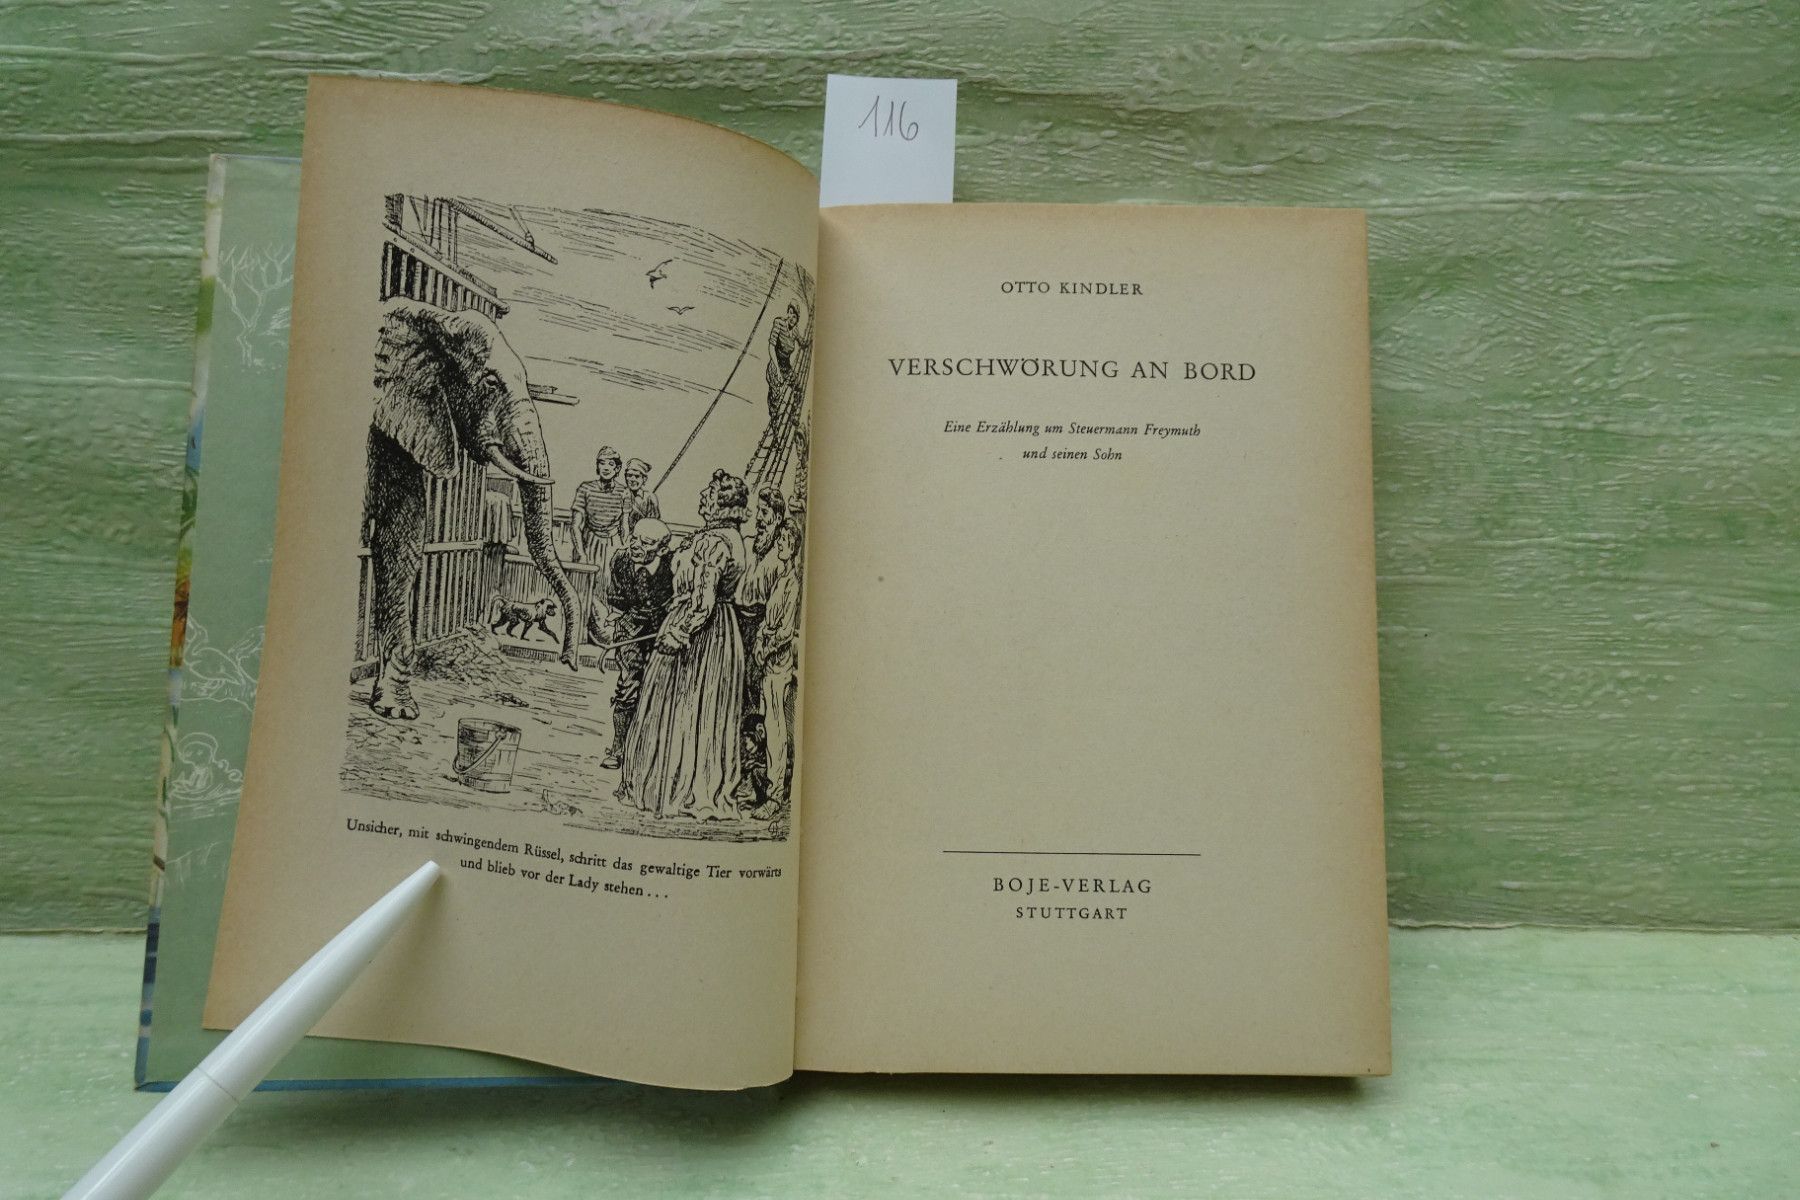 116
Unsicher, mit schwingendem Rüssel, schritt das gewaltige Tier vorwärts
und blieb vor der Lady stehen...
OTTO KINDLER
VERSCHWÖRUNG AN BORD
Eine Erzählung um Steuermann Freymuth
und seinen Sohn
BOJE-VERLAG
STUTTGART